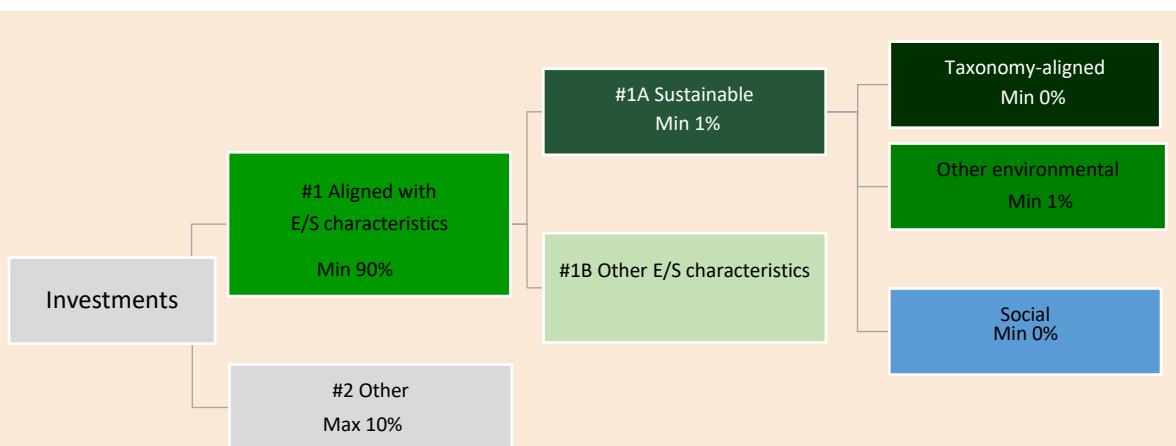 Investments
#1 Aligned with
E/S characteristics
Min 90%
#2 Other
Max 10%
#1A Sustainable
Min 1%
#1B Other E/S characteristics
Taxonomy-aligned
Min 0%
Other environmental
Min 1%
Social
Min 0%